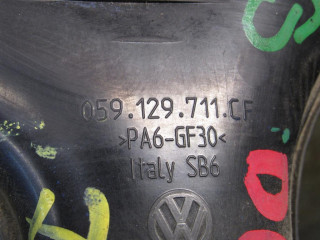 059.129.711.CF
>PA6-GF30<
Italy SB6